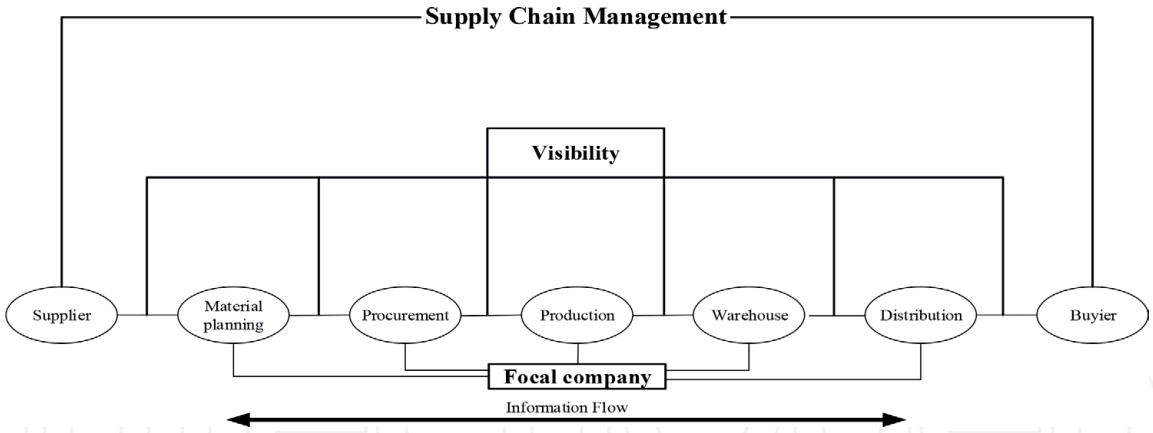 Supply Chain Management
Visibility
Supplier
Material
planning
Procurement
Production
Warehouse
Distribution
Buyier
Focal company
Information Flow